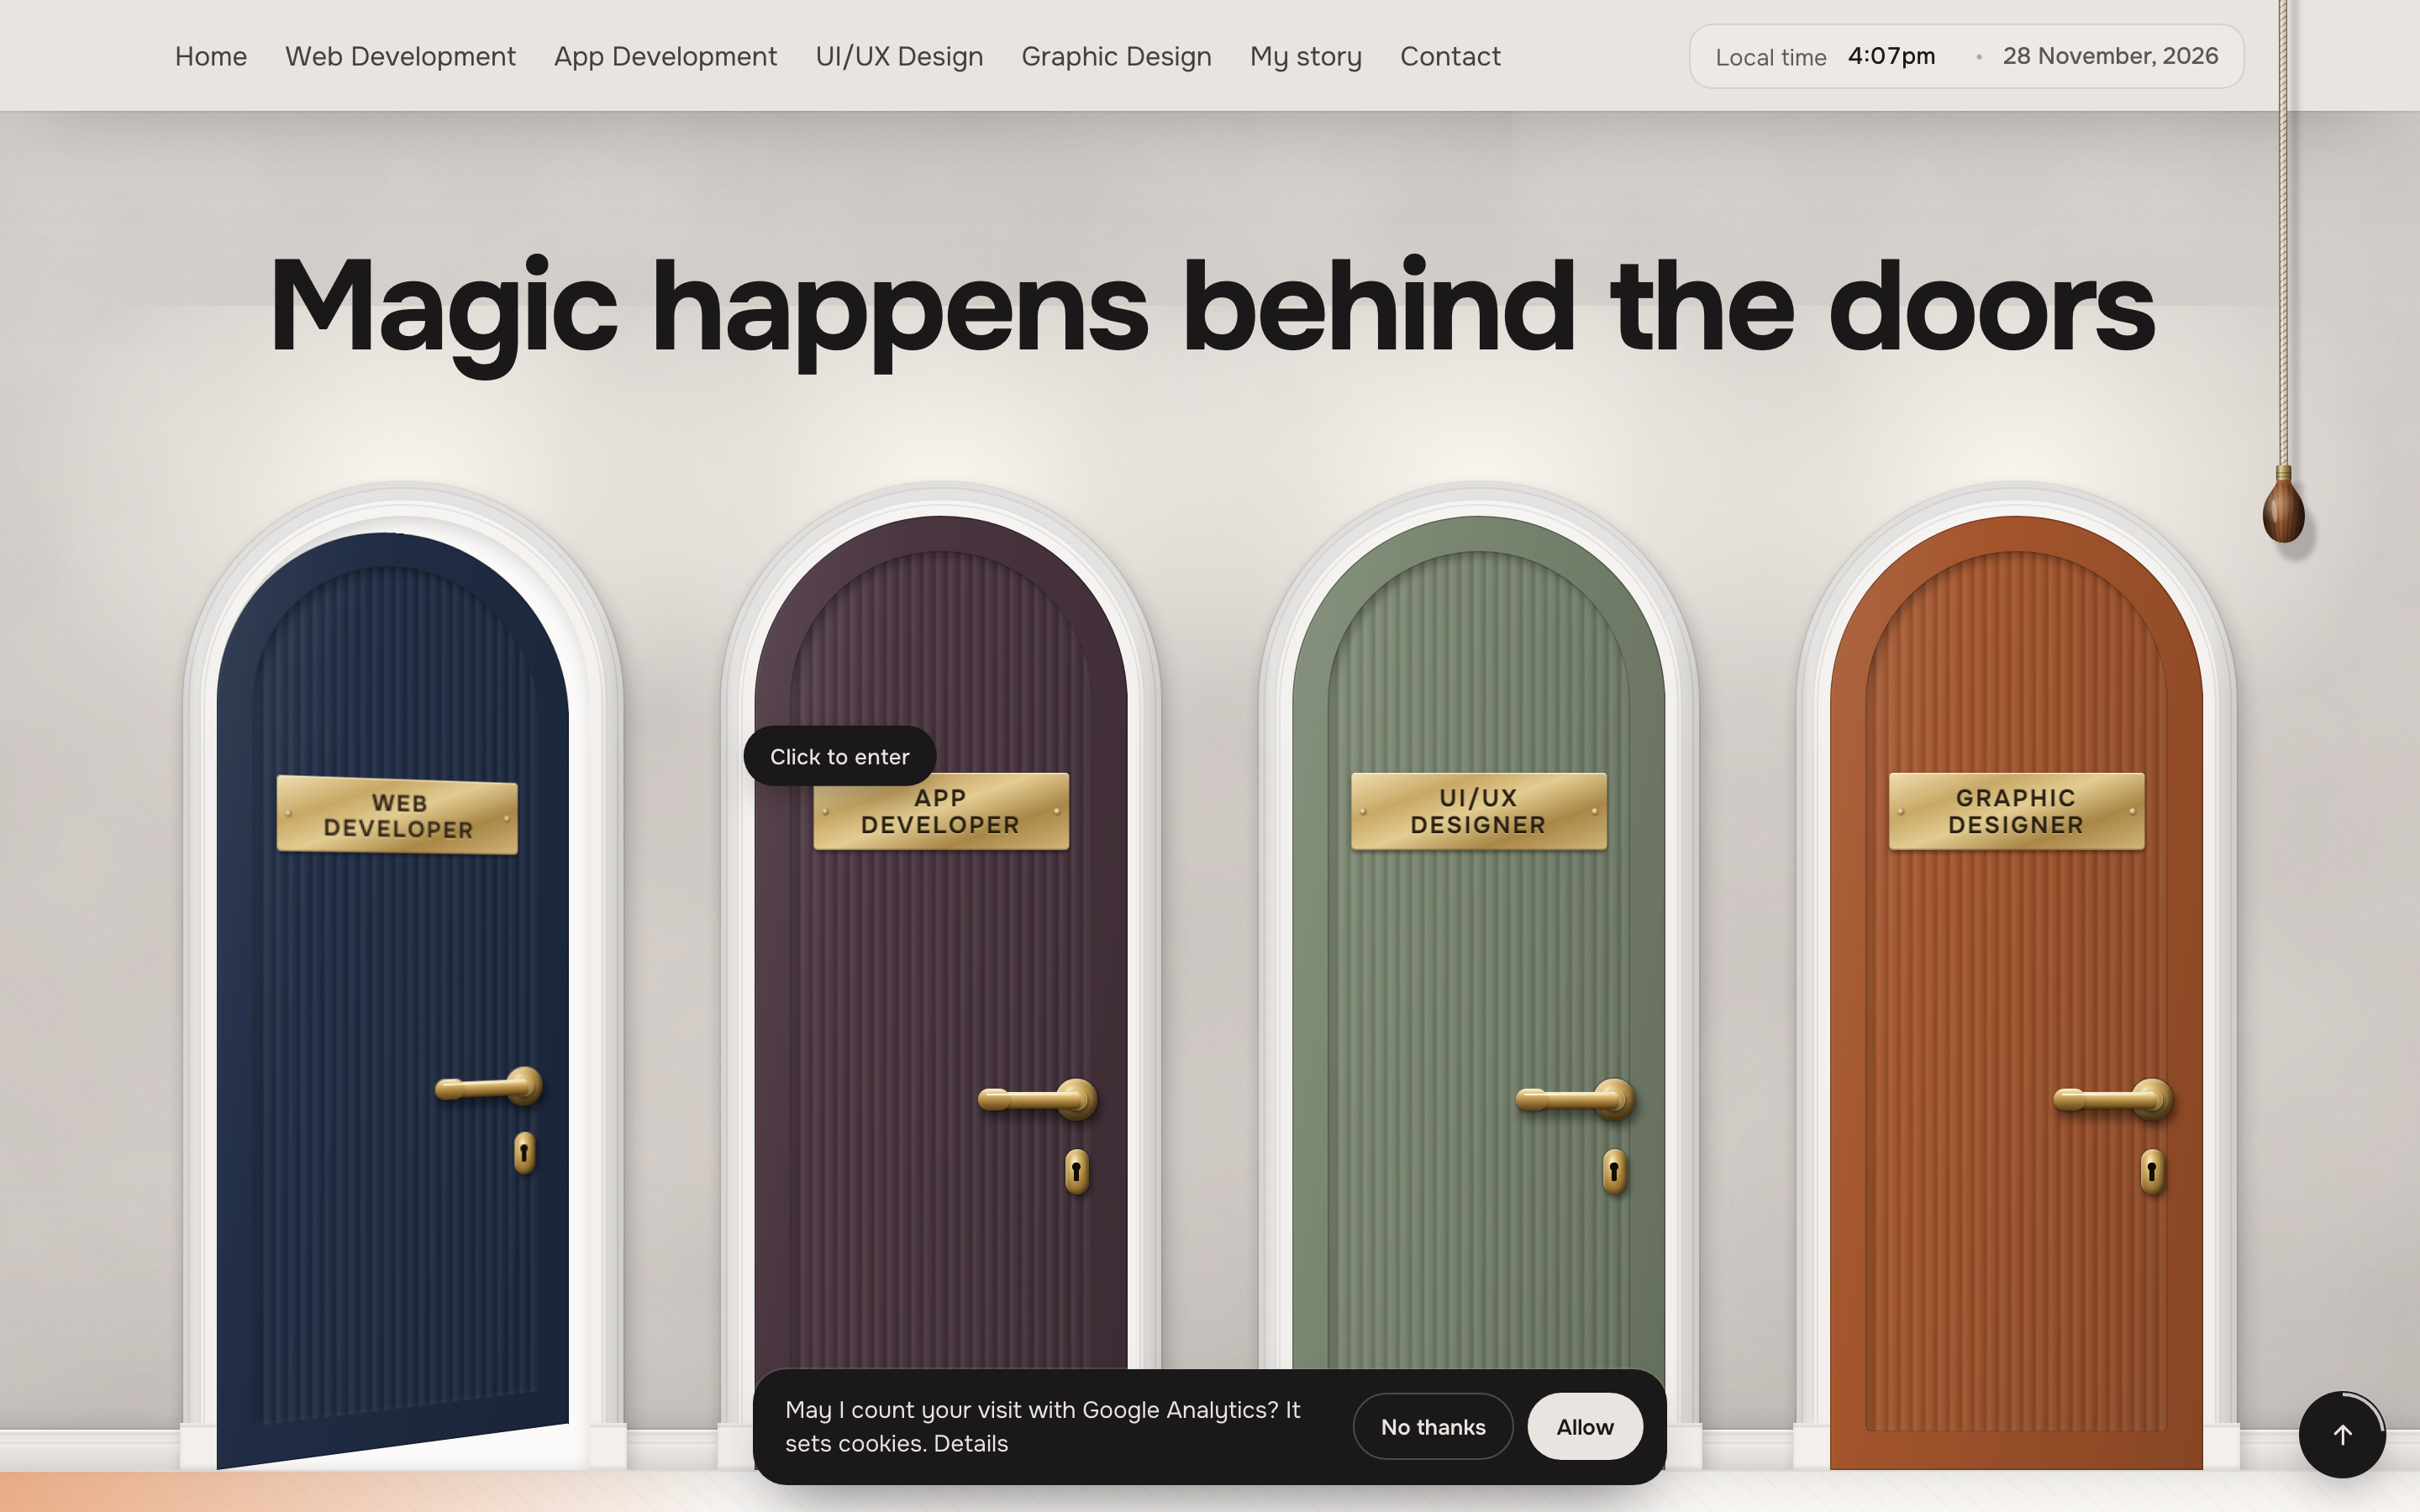 Home Web Development App Development UI/UX Design Graphic Design My story Contact
Local time 4:07pm • 28 November, 2026
Magic happens behind the doors
Click to enter
WEB
DEVELOPER
APP
DEVELOPER
UI/UX
DESIGNER
GRAPHIC
DESIGNER
May I count your visit with Google Analytics? It
sets cookies. Details
No thanks
Allow